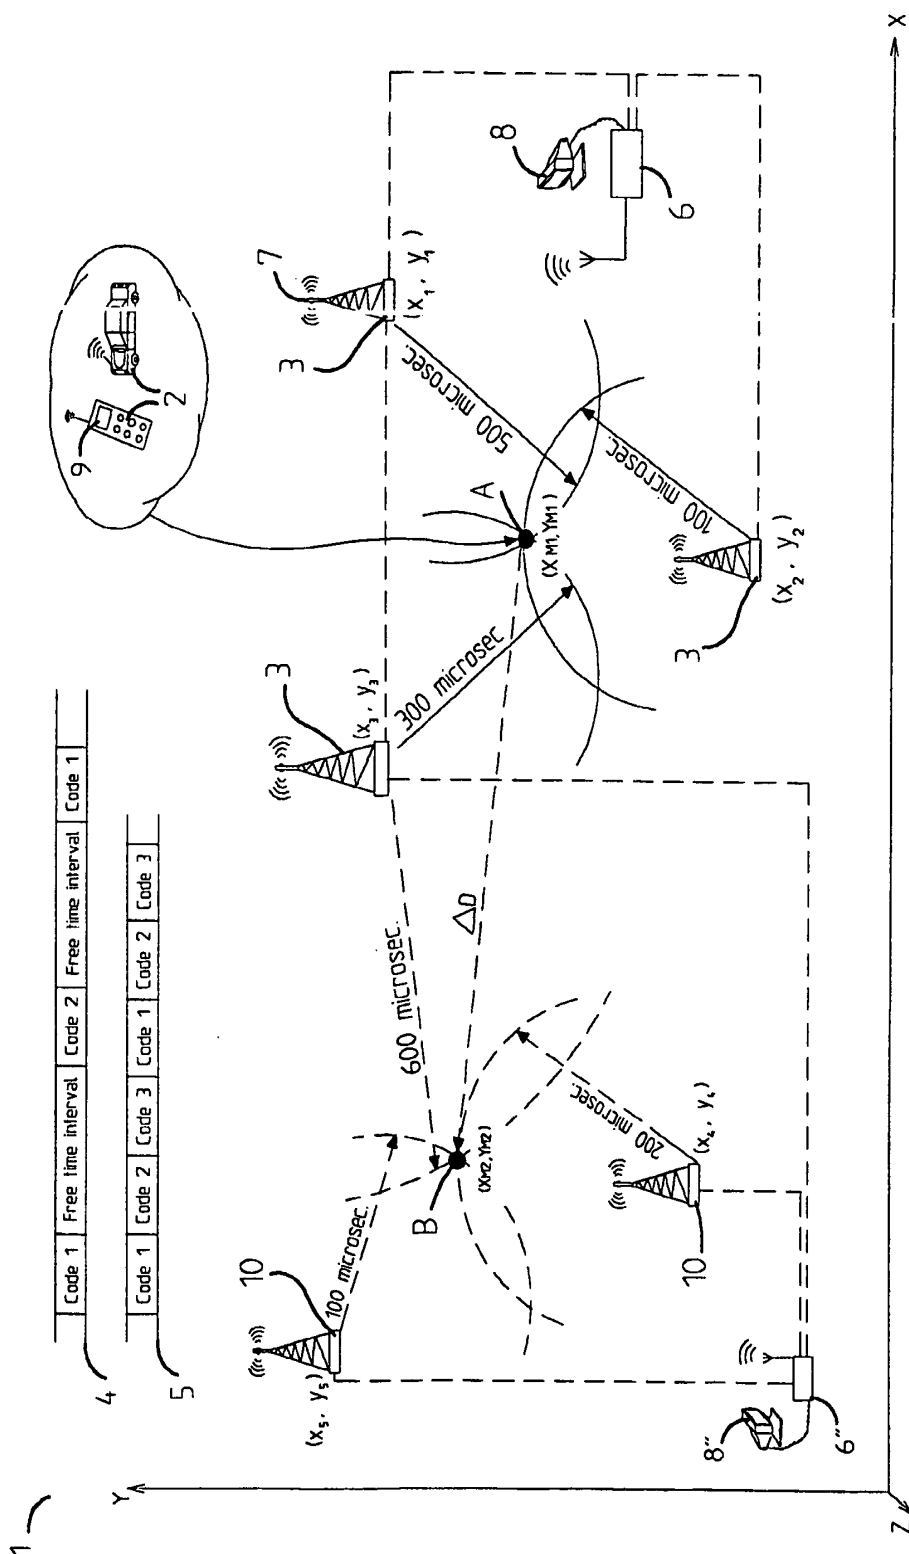 1
Code 1 | Free time interval | Code 2 | Free time interval | Code 1
4
Code 1 | Code 2 | Code 3 | Code 1 | Code 2 | Code 3
5
9
2
Y
7
3
(x₁, y₁)
3
(x₃, y₃)
10
(x₅, y₅)
8
6
500 microsec.
A
(XM1,YM1)
300 microsec
600 microsec.
100 microsec.
ΔD
B
(XM2,YM2)
100 microsec.
3
(x₂, y₂)
200 microsec.
10
(x₄, y₄)
8"
6"
Z
X